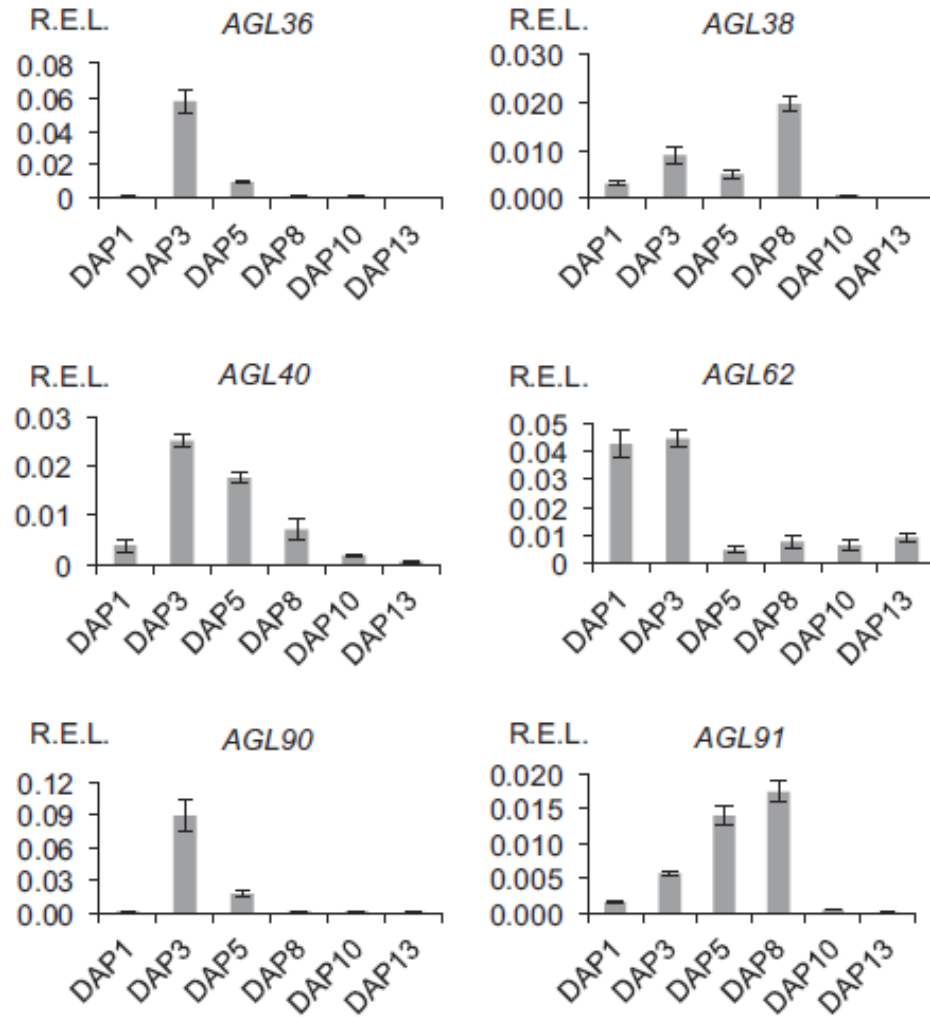 R.E.L. AGL36
0.08
0.06
0.04
0.02
0
DAP1 DAP3 DAP5 DAP8 DAP10 DAP13
R.E.L. AGL38
0.030
0.020
0.010
0.000
DAP1 DAP3 DAP5 DAP8 DAP10 DAP13
R.E.L. AGL40
0.03
0.02
0.01
0
DAP1 DAP3 DAP5 DAP8 DAP10 DAP13
R.E.L. AGL62
0.05
0.04
0.03
0.02
0.01
0
DAP1 DAP3 DAP5 DAP8 DAP10 DAP13
R.E.L. AGL90
0.12
0.09
0.06
0.03
0.00
DAP1 DAP3 DAP5 DAP8 DAP10 DAP13
R.E.L. AGL91
0.020
0.015
0.010
0.005
0.000
DAP1 DAP3 DAP5 DAP8 DAP10 DAP13